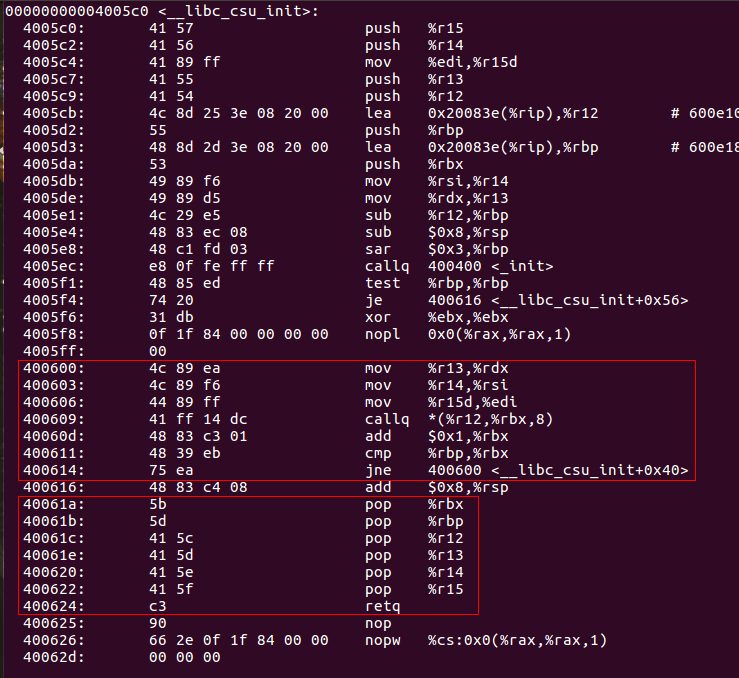 00000000004005c0 <__libc_csu_init>:
4005c0: 41 57 push %r15
4005c2: 41 56 push %r14
4005c4: 41 89 ff mov %edi,%r15d
4005c7: 41 55 push %r13
4005c9: 41 54 push %r12
4005cb: 4c 8d 25 3e 08 20 00 lea 0x20083e(%rip),%r12 # 600e10
4005d2: 55 push %rbp
4005d3: 48 8d 2d 3e 08 20 00 lea 0x20083e(%rip),%rbp # 600e18
4005da: 53 push %rbx
4005db: 49 89 f6 mov %rsi,%r14
4005de: 49 89 d5 mov %rdx,%r13
4005e1: 4c 29 e5 sub %r12,%rbp
4005e4: 48 83 ec 08 sub $0x8,%rsp
4005e8: 48 c1 fd 03 sar $0x3,%rbp
4005ec: e8 0f fe ff ff callq 400400 <_init>
4005f1: 48 85 ed test %rbp,%rbp
4005f4: 74 20 je 400616 <__libc_csu_init+0x56>
4005f6: 31 db xor %ebx,%ebx
4005f8: 0f 1f 84 00 00 00 00 nopl 0x0(%rax,%rax,1)
4005ff: 00
400600: 4c 89 ea mov %r13,%rdx
400603: 4c 89 f6 mov %r14,%rsi
400606: 44 89 ff mov %r15d,%edi
400609: 41 ff 14 dc callq *(%r12,%rbx,8)
40060d: 48 83 c3 01 add $0x1,%rbx
400611: 48 39 eb cmp %rbp,%rbx
400614: 75 ea jne 400600 <__libc_csu_init+0x40>
400616: 48 83 c4 08 add $0x8,%rsp
40061a: 5b pop %rbx
40061b: 5d pop %rbp
40061c: 41 5c pop %r12
40061e: 41 5d pop %r13
400620: 41 5e pop %r14
400622: 41 5f pop %r15
400624: c3 retq
400625: 90 nop
400626: 66 2e 0f 1f 84 00 00 nopw %cs:0x0(%rax,%rax,1)
40062d: 00 00 00